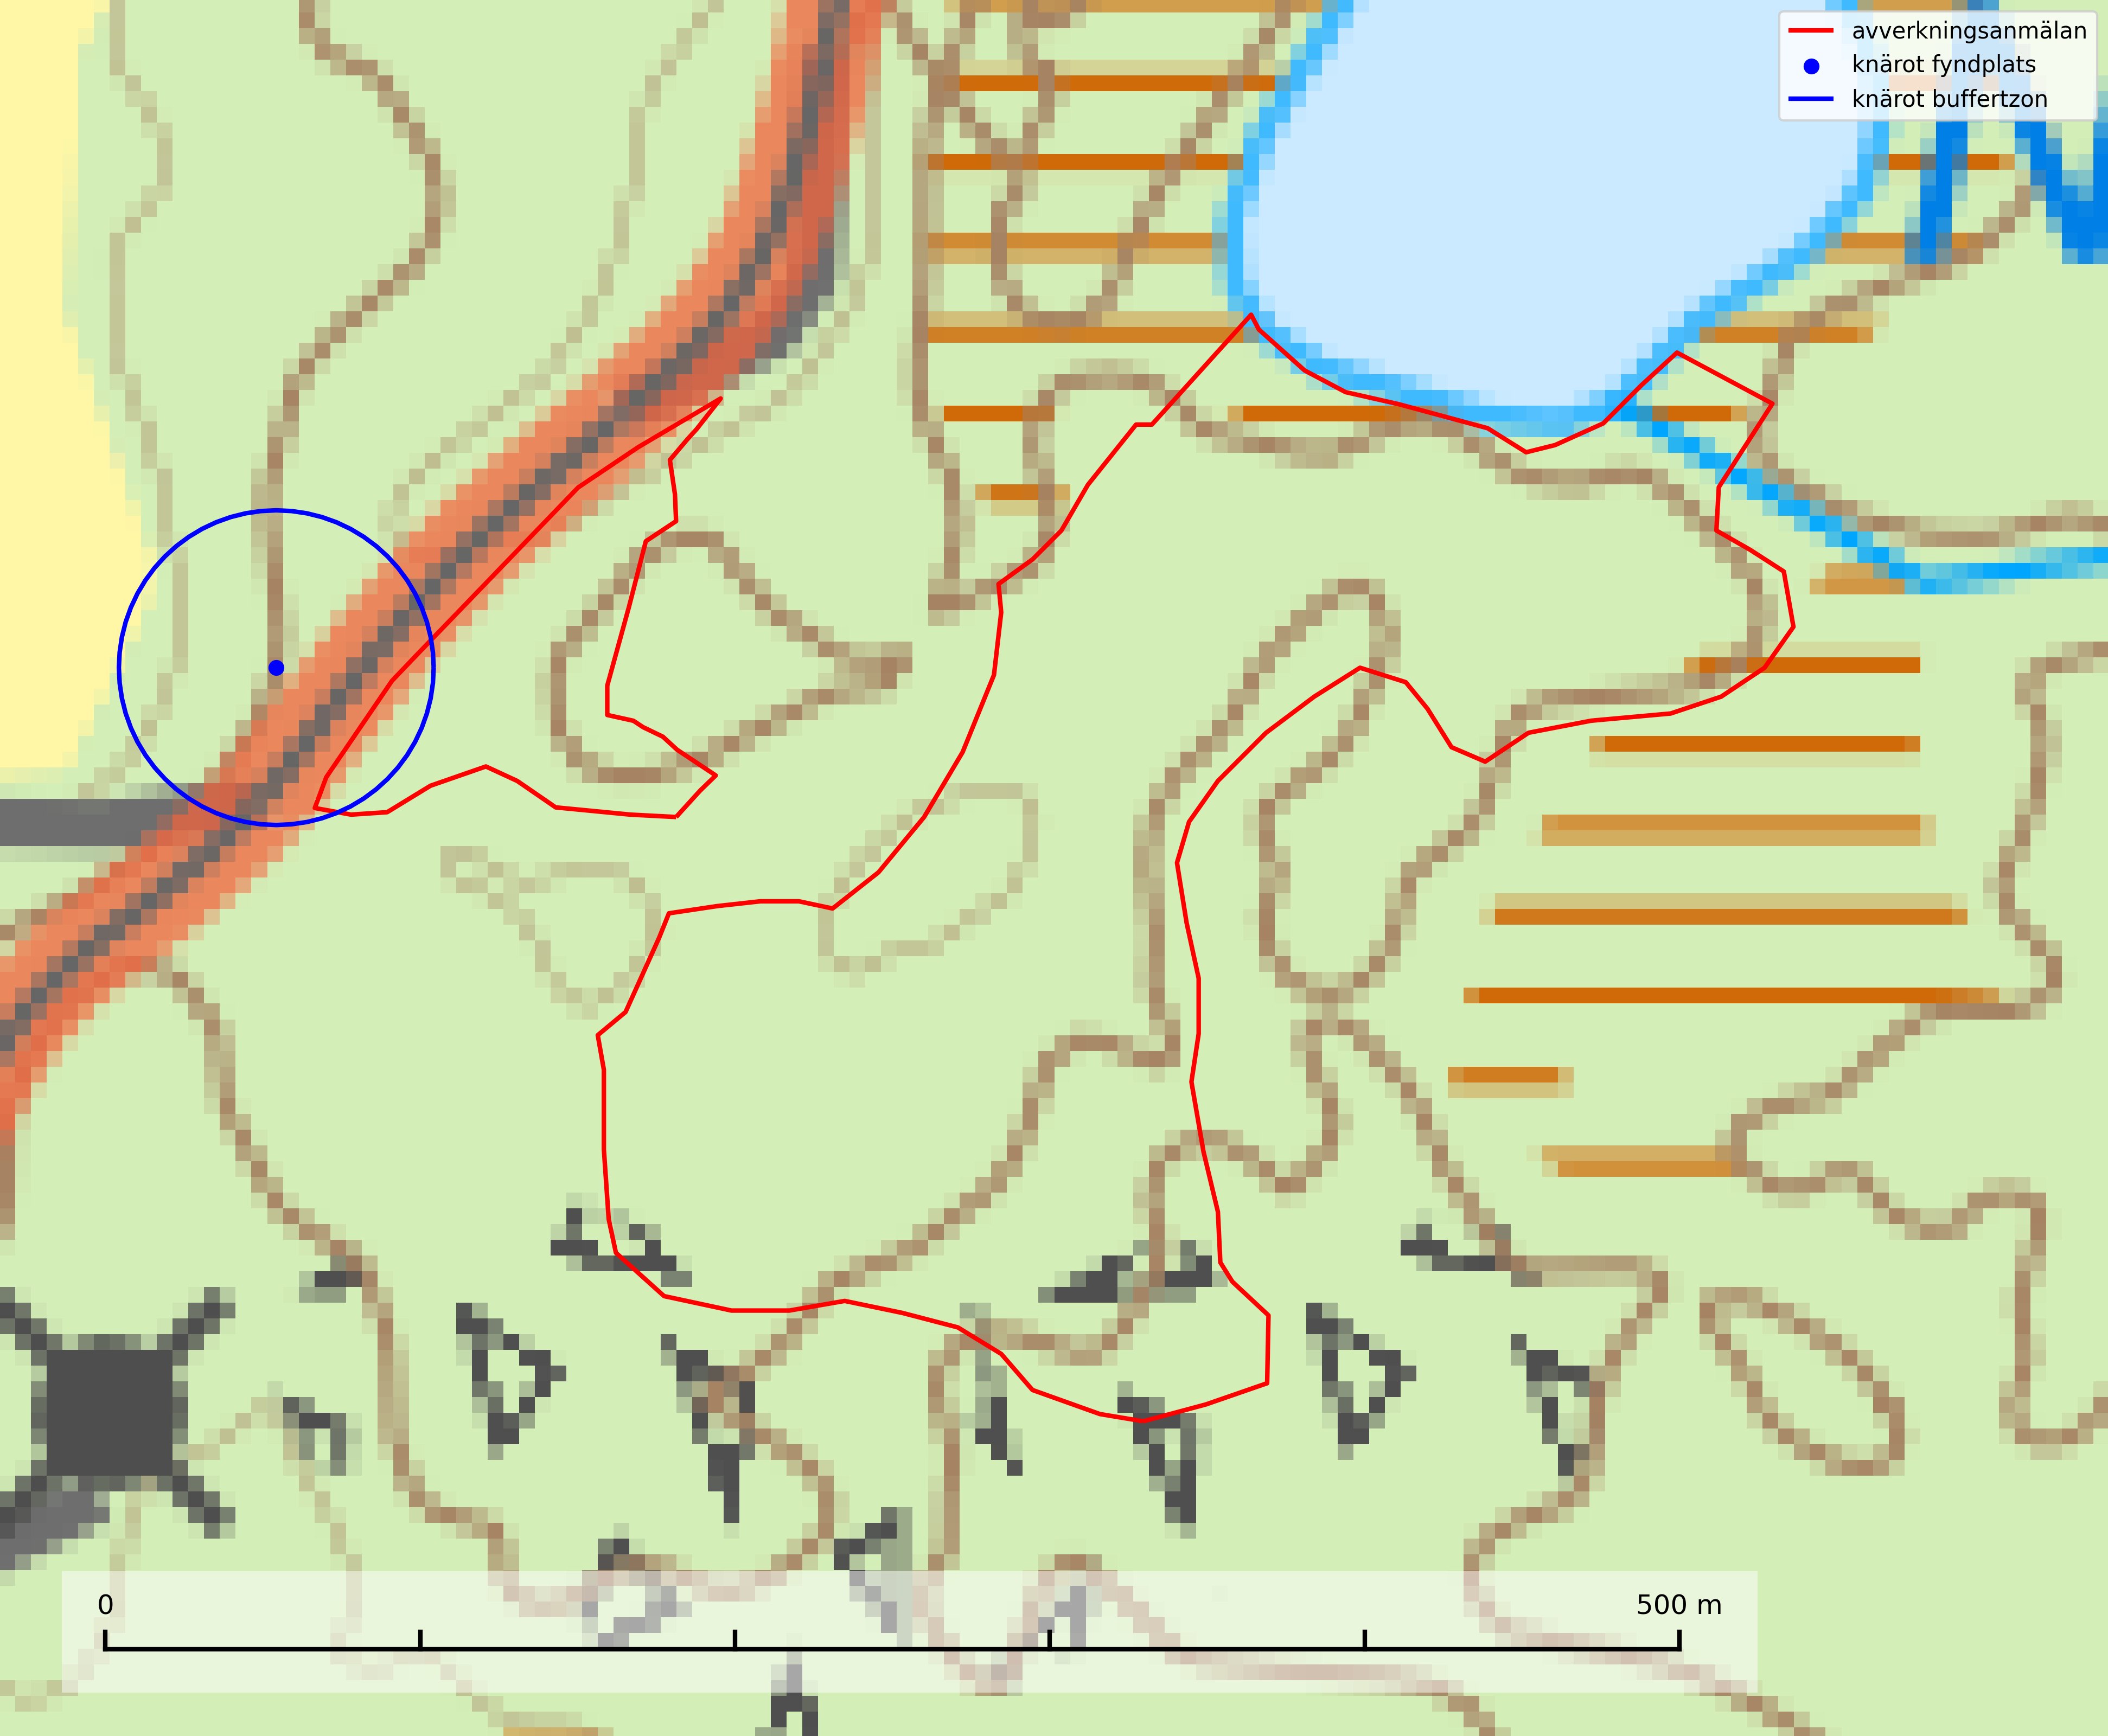 avverkningsanmälan
knärot fyndplats
knärot buffertzon
0
500 m